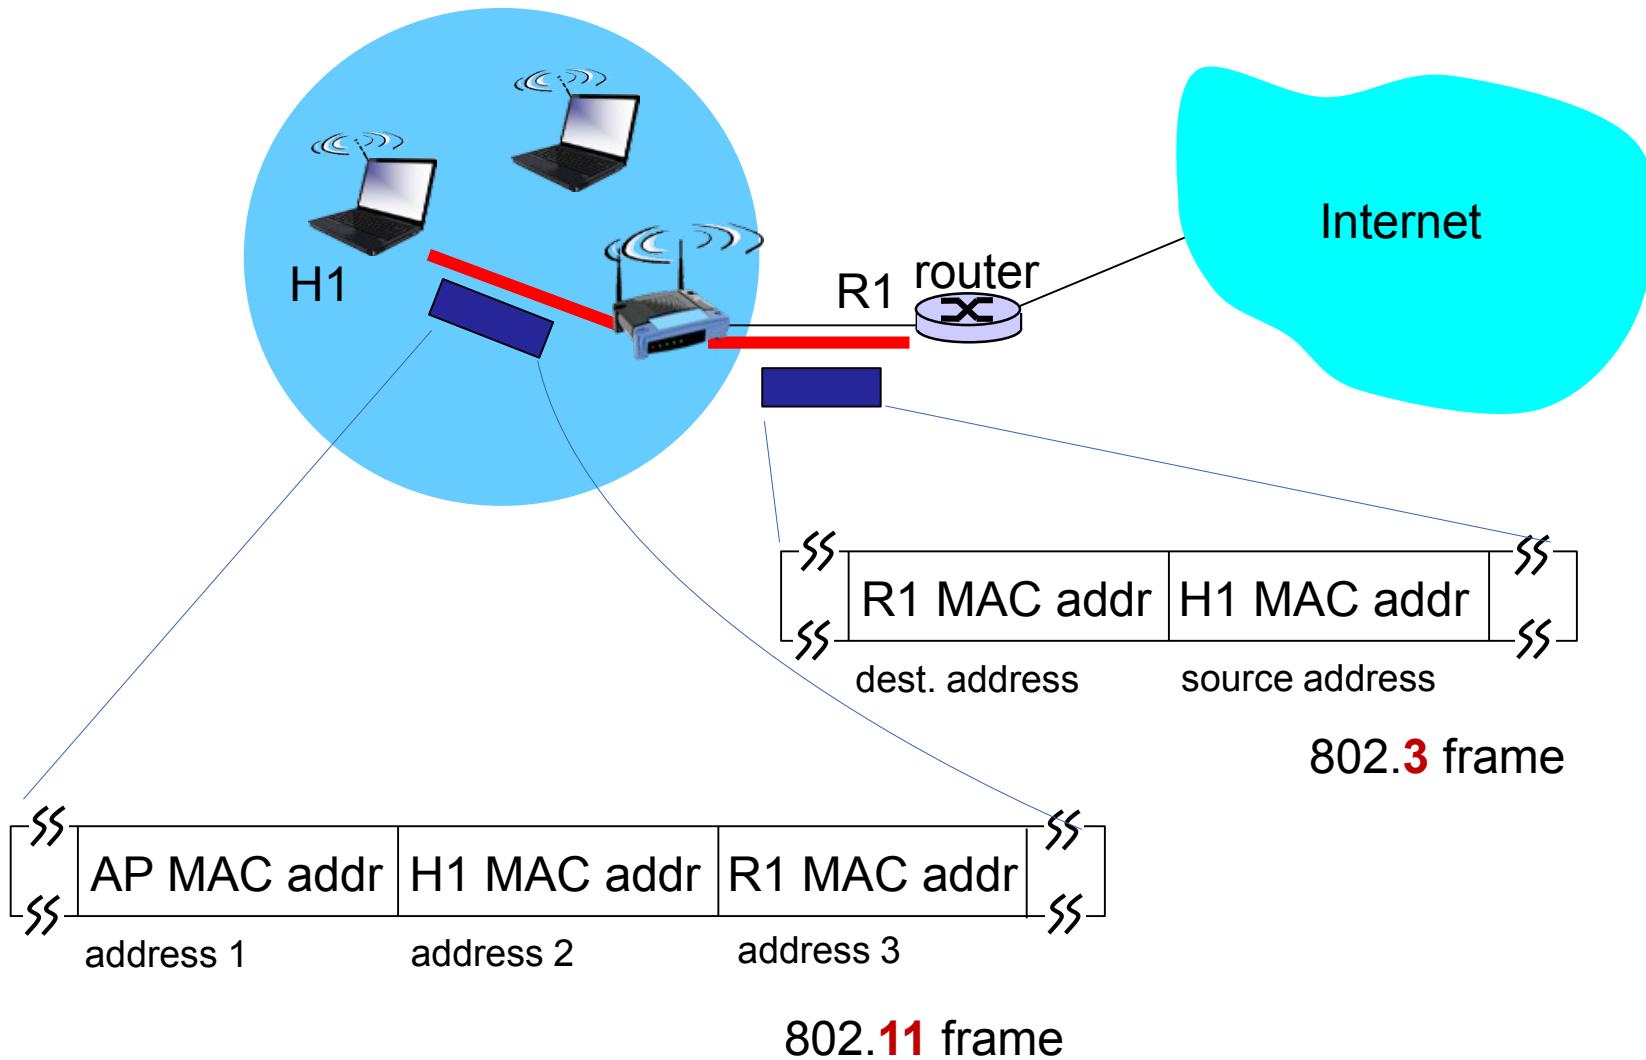 Internet
router
R1
H1
R1 MAC addr H1 MAC addr
dest. address source address
802.3 frame
AP MAC addr H1 MAC addr R1 MAC addr
address 1 address 2 address 3
802.11 frame